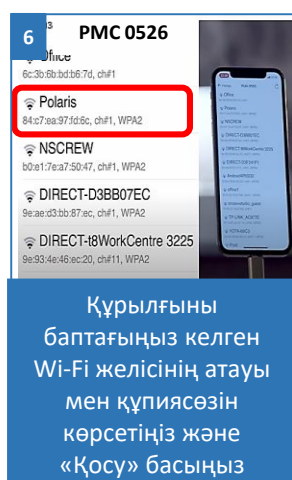 6 PMC 0526
Office
6c:3b:6b:bd:b6:7d, ch#1
Polaris
84:c7:ea:97:fd:6c, ch#1, WPA2
NSCREW
b0:e1:7e:a7:50:47, ch#1, WPA2
DIRECT-D3BB07EC
9e:ae:d3:bb:87:ec, ch#1, WPA2
DIRECT-t8WorkCentre 3225
9e:93:4e:46:ec:20, ch#11, WPA2
Құрылғыны
баптағыңыз келген
Wi-Fi желісінің атауы
мен құпиясөзін
көрсетіңіз және
«Қосу» басыңыз